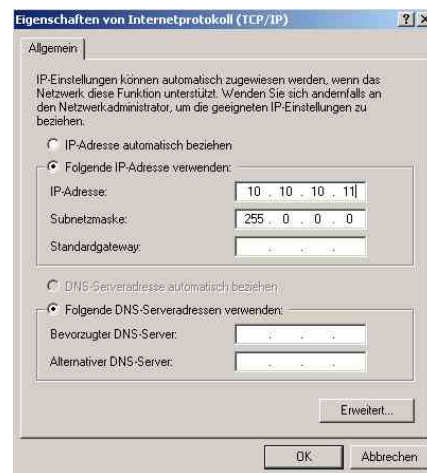 Eigenschaften von Internetprotokoll (TCP/IP)
Allgemein
IP-Einstellungen können automatisch zugewiesen werden, wenn das
Netzwerk diese Funktion unterstützt. Wenden Sie sich andernfalls an
den Netzwerkadministrator, um die geeigneten IP-Einstellungen zu
beziehen.
IP-Adresse automatisch beziehen
Folgende IP-Adresse verwenden:
IP-Adresse: 10 . 10 . 10 . 11
Subnetzmaske: 255 . 0 . 0 . 0
Standardgateway: . . .
DNS-Serveradresse automatisch beziehen
Folgende DNS-Serveradressen verwenden:
Bevorzugter DNS-Server: . . .
Alternativer DNS-Server: . . .
Erweitert...
OK Abbrechen